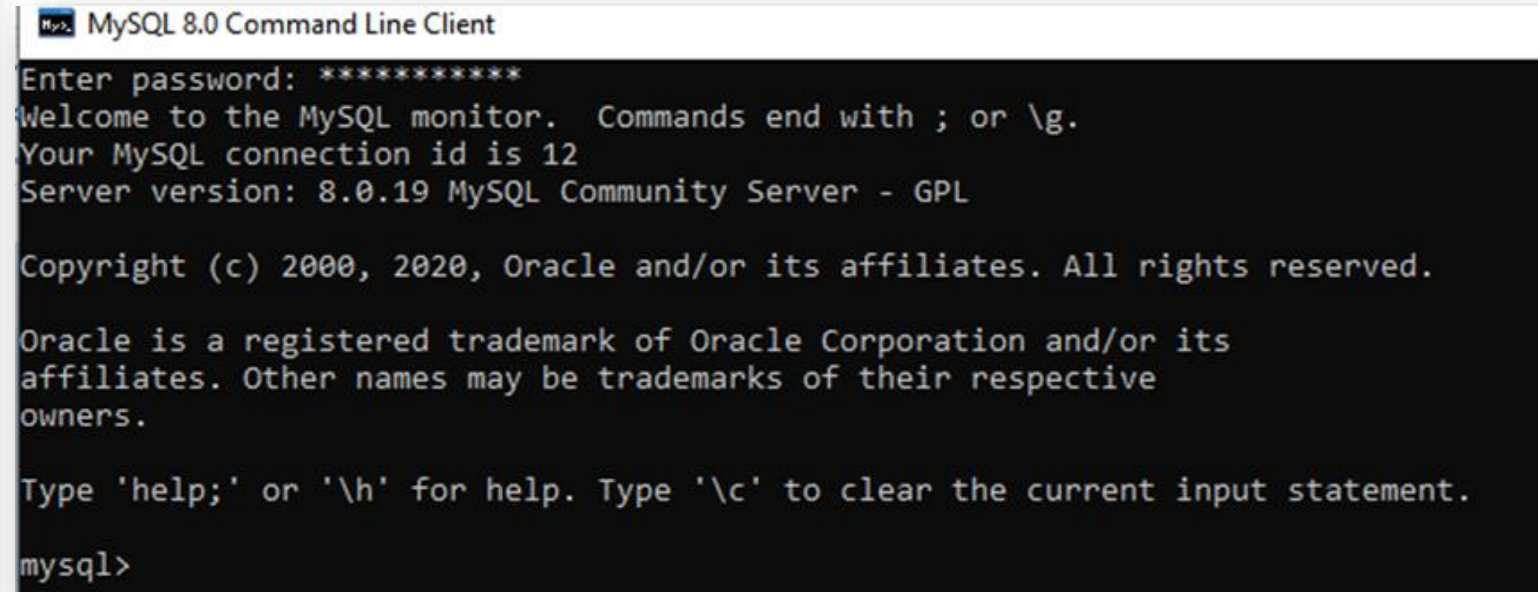 MySQL 8.0 Command Line Client
Enter password: ***********
Welcome to the MySQL monitor.  Commands end with ; or \g.
Your MySQL connection id is 12
Server version: 8.0.19 MySQL Community Server - GPL
Copyright (c) 2000, 2020, Oracle and/or its affiliates. All rights reserved.
Oracle is a registered trademark of Oracle Corporation and/or its
affiliates. Other names may be trademarks of their respective
owners.
Type 'help;' or '\h' for help. Type '\c' to clear the current input statement.
mysql>